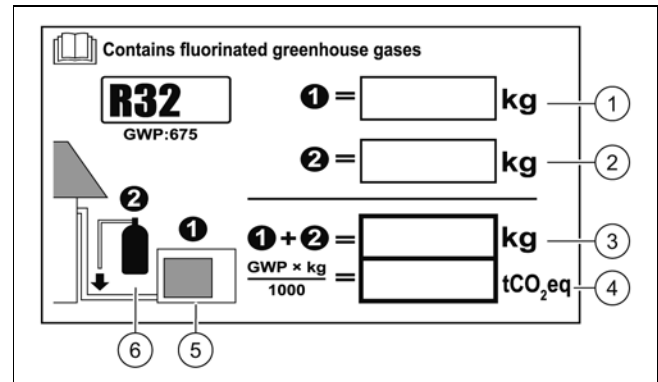 Contains fluorinated greenhouse gases
R32
GWP:675
❶ = kg ①
❷ = kg ②
❷
❶
❶+❷ = kg ③
GWP × kg
1000
= tCO₂eq ④
⑥ ⑤